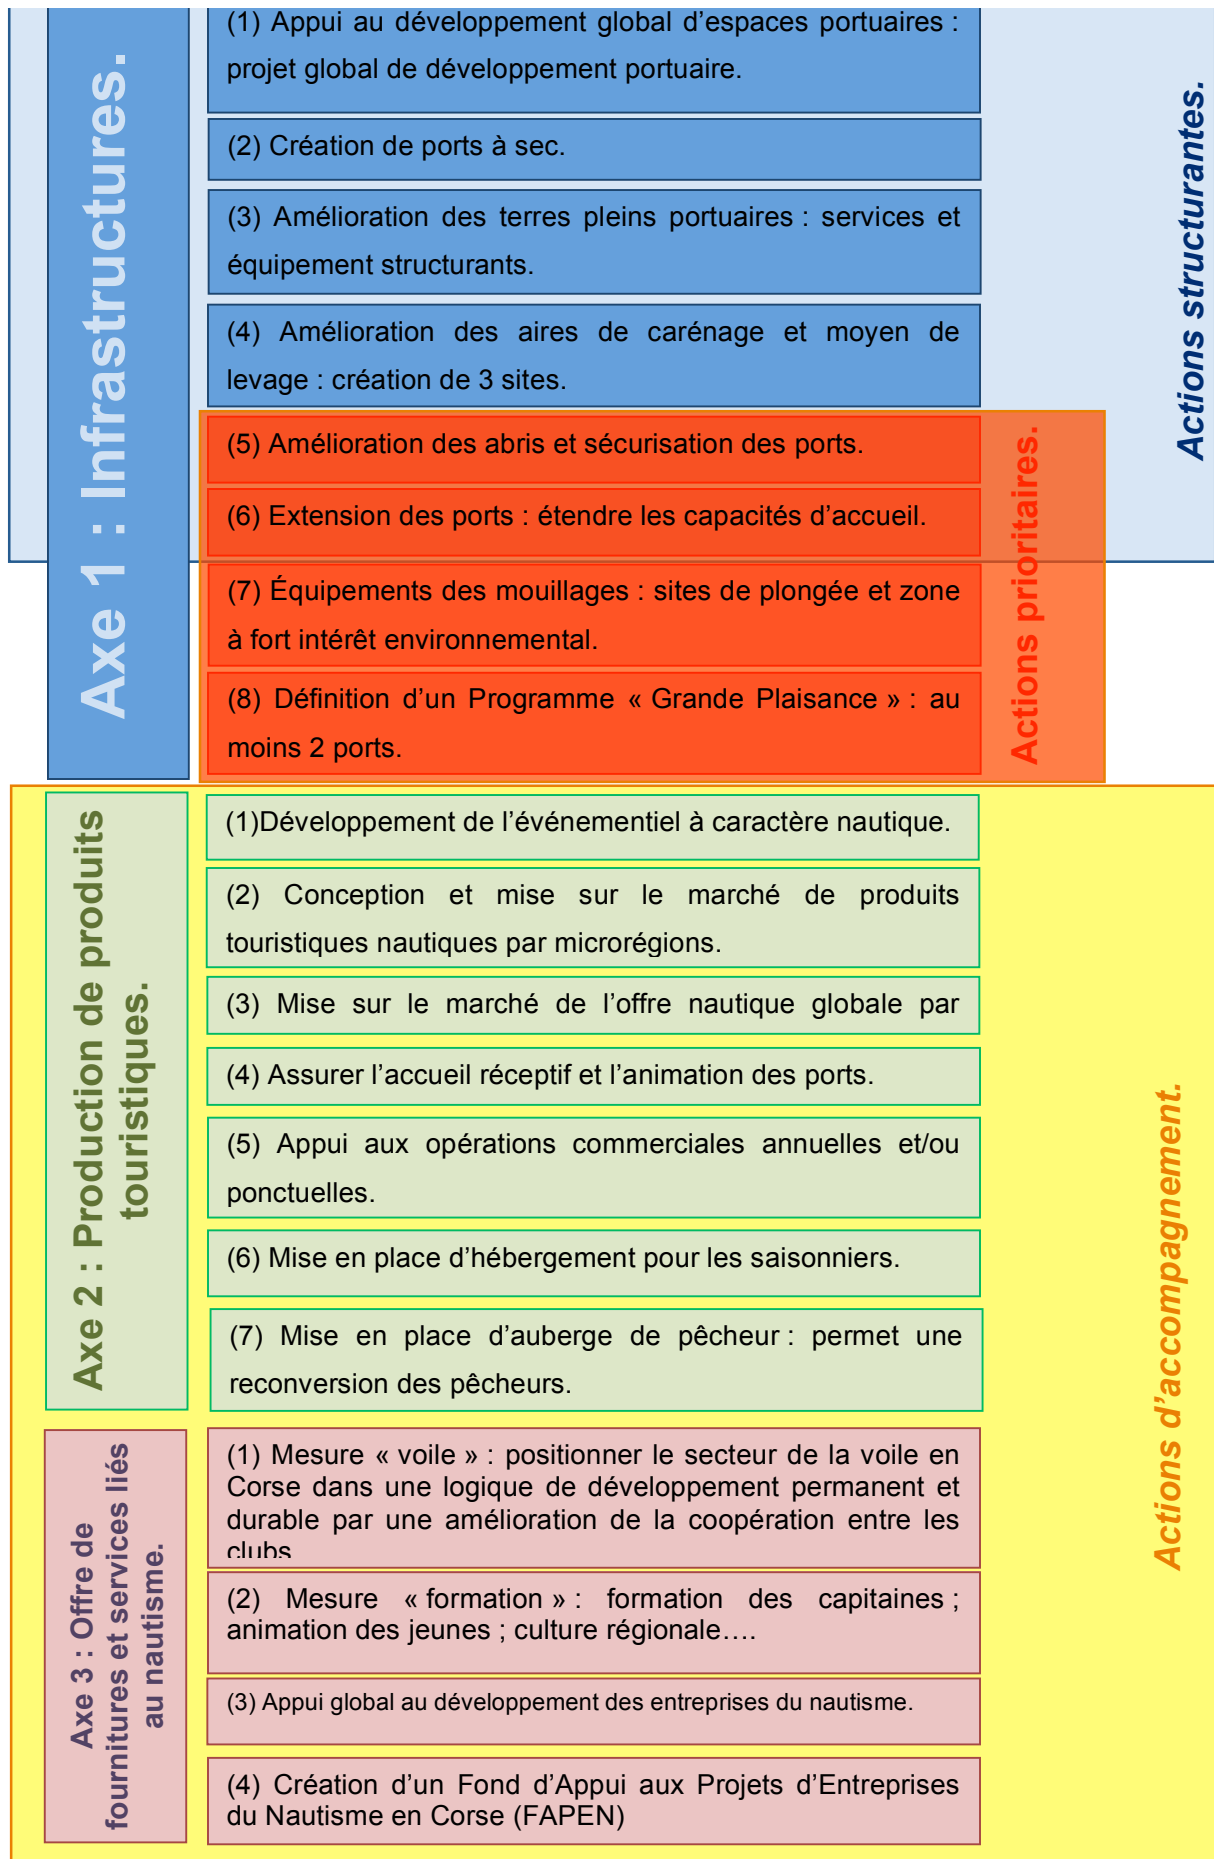 Axe 1 : Infrastructures.
(1) Appui au développement global d’espaces portuaires :
projet global de développement portuaire.
(2) Création de ports à sec.
(3) Amélioration des terres pleins portuaires : services et
équipement structurants.
(4) Amélioration des aires de carénage et moyen de
levage : création de 3 sites.
Actions structurantes.
(5) Amélioration des abris et sécurisation des ports.
(6) Extension des ports : étendre les capacités d’accueil.
(7) Équipements des mouillages : sites de plongée et zone
à fort intérêt environnemental.
(8) Définition d’un Programme « Grande Plaisance » : au
moins 2 ports.
Actions prioritaires.
Axe 2 : Production de produits
touristiques.
(1)Développement de l’événementiel à caractère nautique.
(2) Conception et mise sur le marché de produits
touristiques nautiques par microrégions.
(3) Mise sur le marché de l’offre nautique globale par
(4) Assurer l’accueil réceptif et l’animation des ports.
(5) Appui aux opérations commerciales annuelles et/ou
ponctuelles.
(6) Mise en place d’hébergement pour les saisonniers.
(7) Mise en place d’auberge de pêcheur : permet une
reconversion des pêcheurs.
Axe 3 : Offre de
fournitures et services liés
au nautisme.
(1) Mesure « voile » : positionner le secteur de la voile en
Corse dans une logique de développement permanent et
durable par une amélioration de la coopération entre les
clubs
(2) Mesure « formation » : formation des capitaines ;
animation des jeunes ; culture régionale….
(3) Appui global au développement des entreprises du nautisme.
(4) Création d’un Fond d’Appui aux Projets d’Entreprises
du Nautisme en Corse (FAPEN)
Actions d’accompagnement.